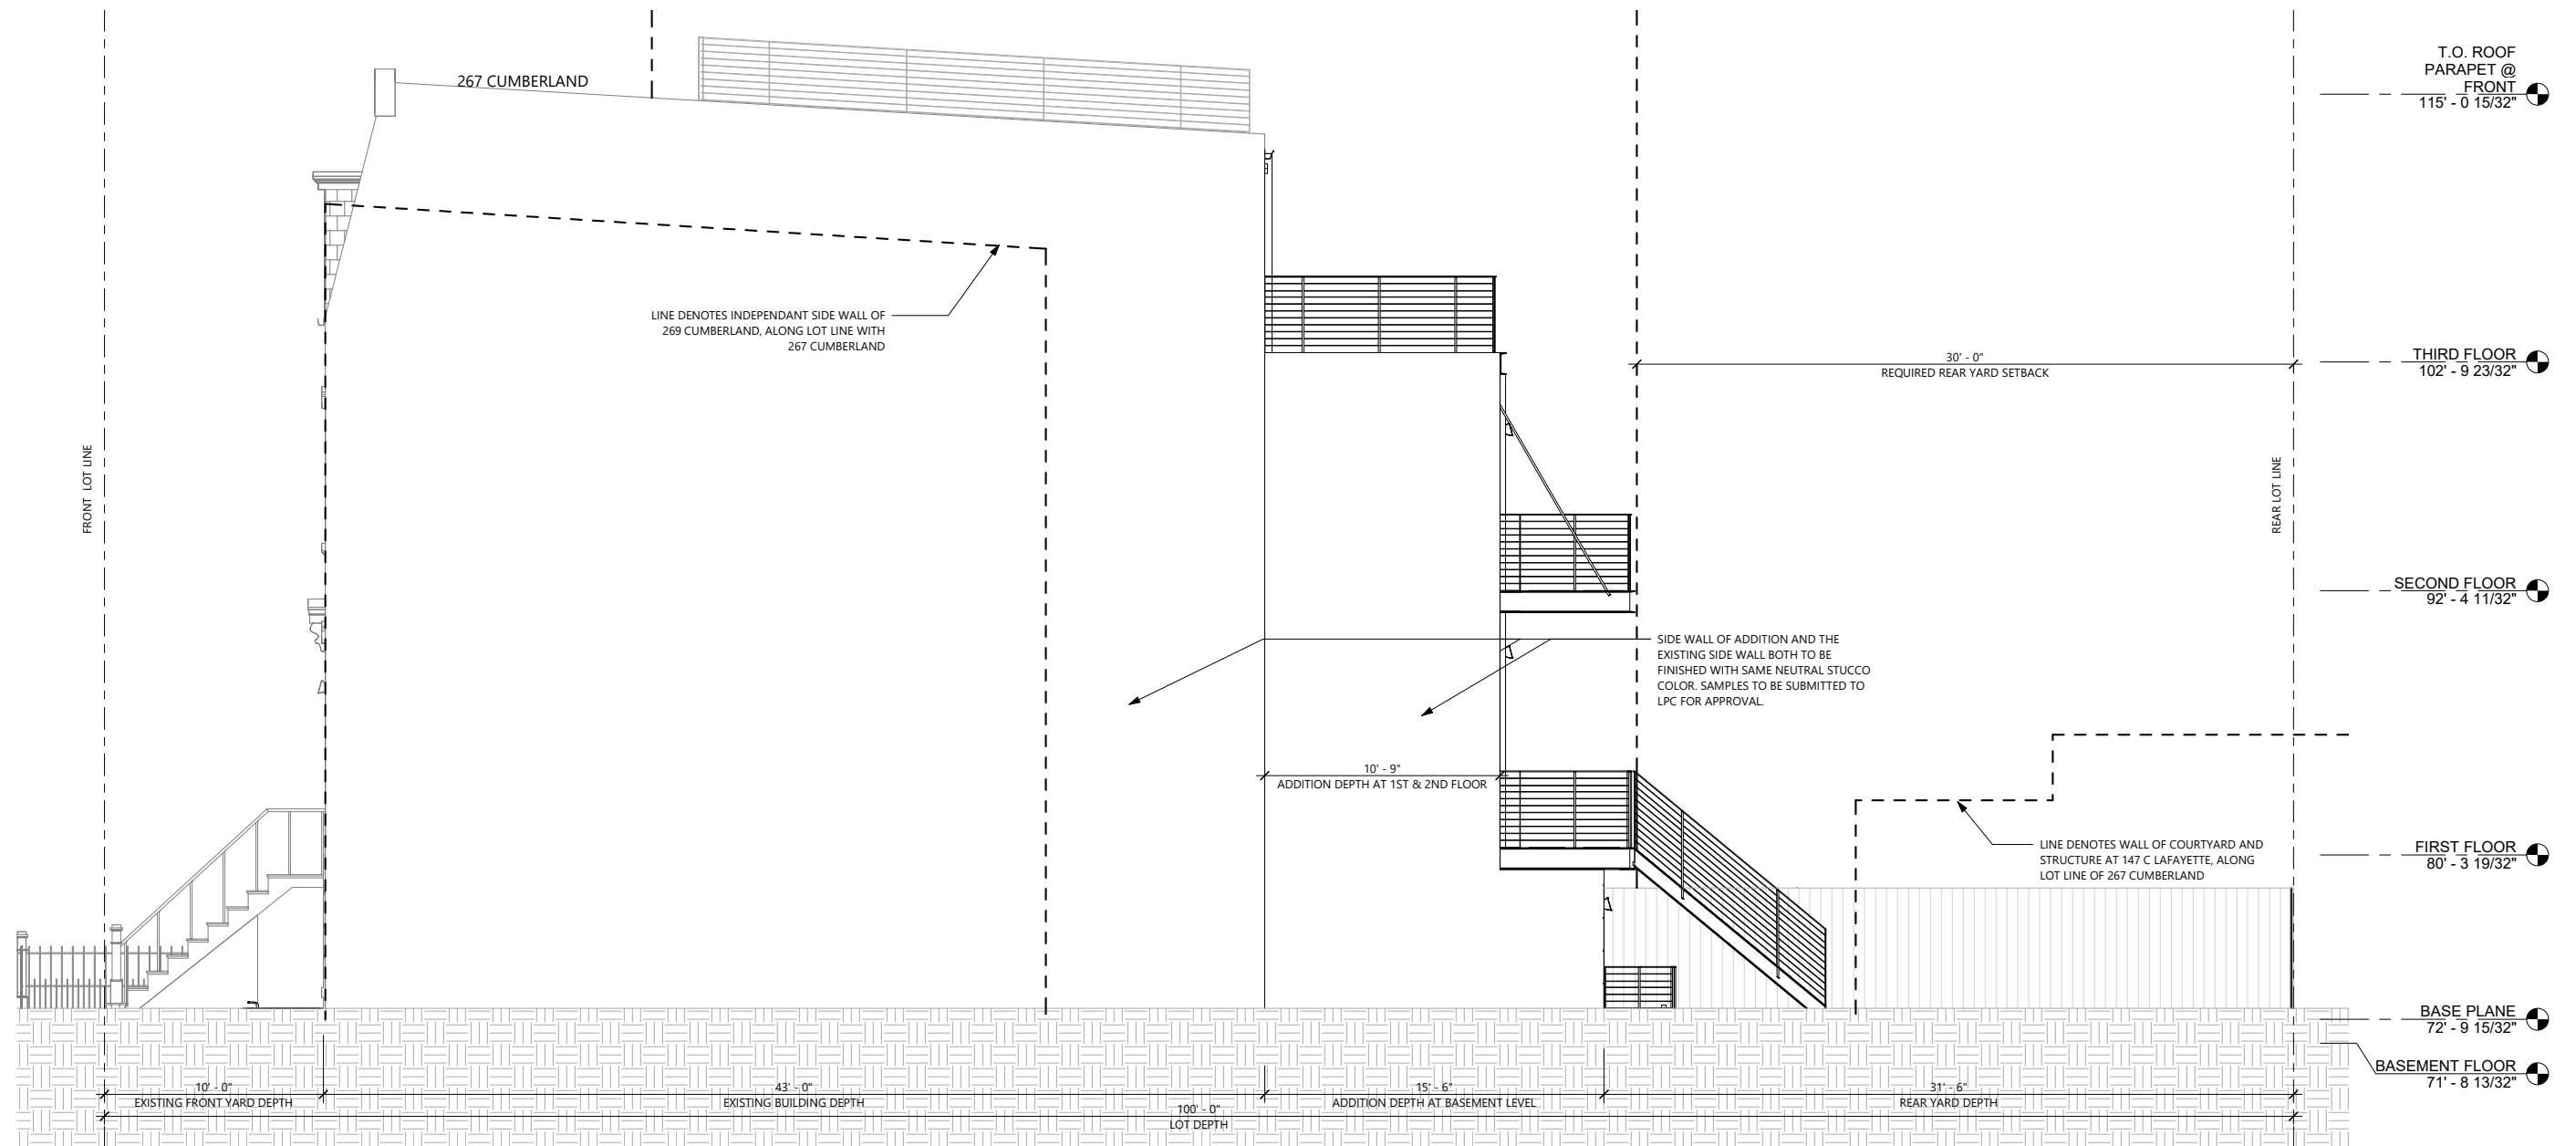 267 CUMBERLAND
T.O. ROOF
PARAPET @
FRONT
115' - 0 15/32"
LINE DENOTES INDEPENDANT SIDE WALL OF
269 CUMBERLAND, ALONG LOT LINE WITH
267 CUMBERLAND
30' - 0"
REQUIRED REAR YARD SETBACK
THIRD FLOOR
102' - 9 23/32"
FRONT LOT LINE
REAR LOT LINE
SECOND FLOOR
92' - 4 11/32"
SIDE WALL OF ADDITION AND THE
EXISTING SIDE WALL BOTH TO BE
FINISHED WITH SAME NEUTRAL STUCCO
COLOR. SAMPLES TO BE SUBMITTED TO
LPC FOR APPROVAL.
10' - 9"
ADDITION DEPTH AT 1ST & 2ND FLOOR
LINE DENOTES WALL OF COURTYARD AND
STRUCTURE AT 147 C LAFAYETTE, ALONG
LOT LINE OF 267 CUMBERLAND
FIRST FLOOR
80' - 3 19/32"
BASE PLANE
72' - 9 15/32"
BASEMENT FLOOR
71' - 8 13/32"
10' - 0"
EXISTING FRONT YARD DEPTH
43' - 0"
EXISTING BUILDING DEPTH
15' - 6"
ADDITION DEPTH AT BASEMENT LEVEL
31' - 6"
REAR YARD DEPTH
100' - 0"
LOT DEPTH